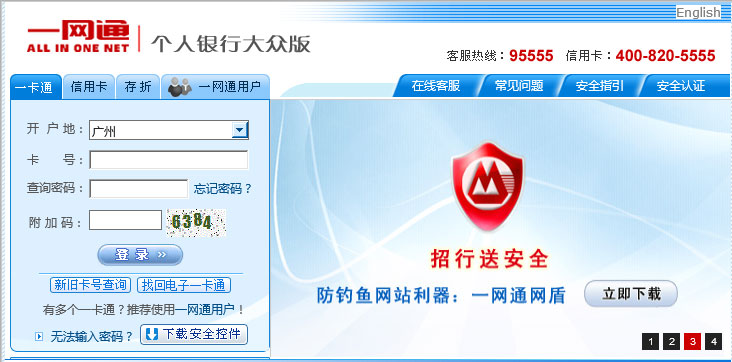 English
一网通
ALL IN ONE NET
个人银行大众版
客服热线：95555 信用卡：400-820-5555
一卡通 信用卡 存折 一网通用户
在线客服 常见问题 安全指引 安全认证
开 户 地： 广州
卡 号：
查询密码： 忘记密码？
附 加 码： 6384
登 录 »
新旧卡号查询 找回电子一卡通
有多个一卡通？推荐使用一网通用户！
无法输入密码？ 下载安全控件
招行送安全
防钓鱼网站利器：一网通网盾 立即下载
1 2 3 4